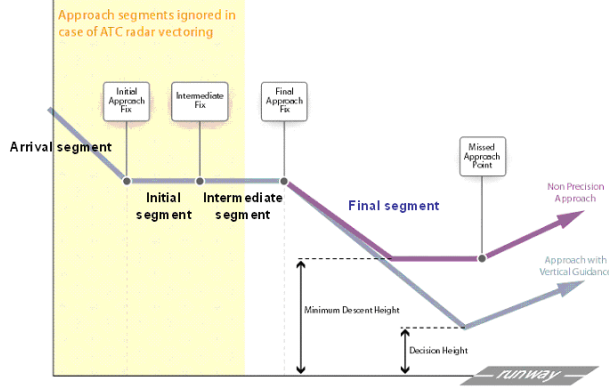 Approach segments ignored in
case of ATC radar vectoring
Initial
Approach
Fix
Intermediate
Fix
Final
Approach
Fix
Missed
Approach
Point
Arrival segment
Initial
segment
Intermediate
segment
Final segment
Non Precision
Approach
Approach with
Vertical Guidance
Minimum Descent Height
Decision Height
runway